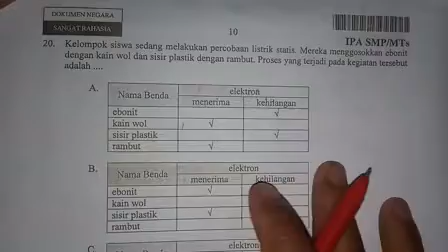 DOKUMEN NEGARA
SANGAT RAHASIA
10
IPA SMP/MTs
20. Kelompok siswa sedang melakukan percobaan listrik statis. Mereka menggosokkan ebonit
dengan kain wol dan sisir plastik dengan rambut. Proses yang terjadi pada kegiatan tersebut
adalah ....
A.
Nama Benda elektron
menerima kehilangan
ebonit √
kain wol √
sisir plastik √
rambut √
B.
Nama Benda elektron
menerima kehilangan
ebonit √
kain wol
sisir plastik √
rambut
C.
elektron